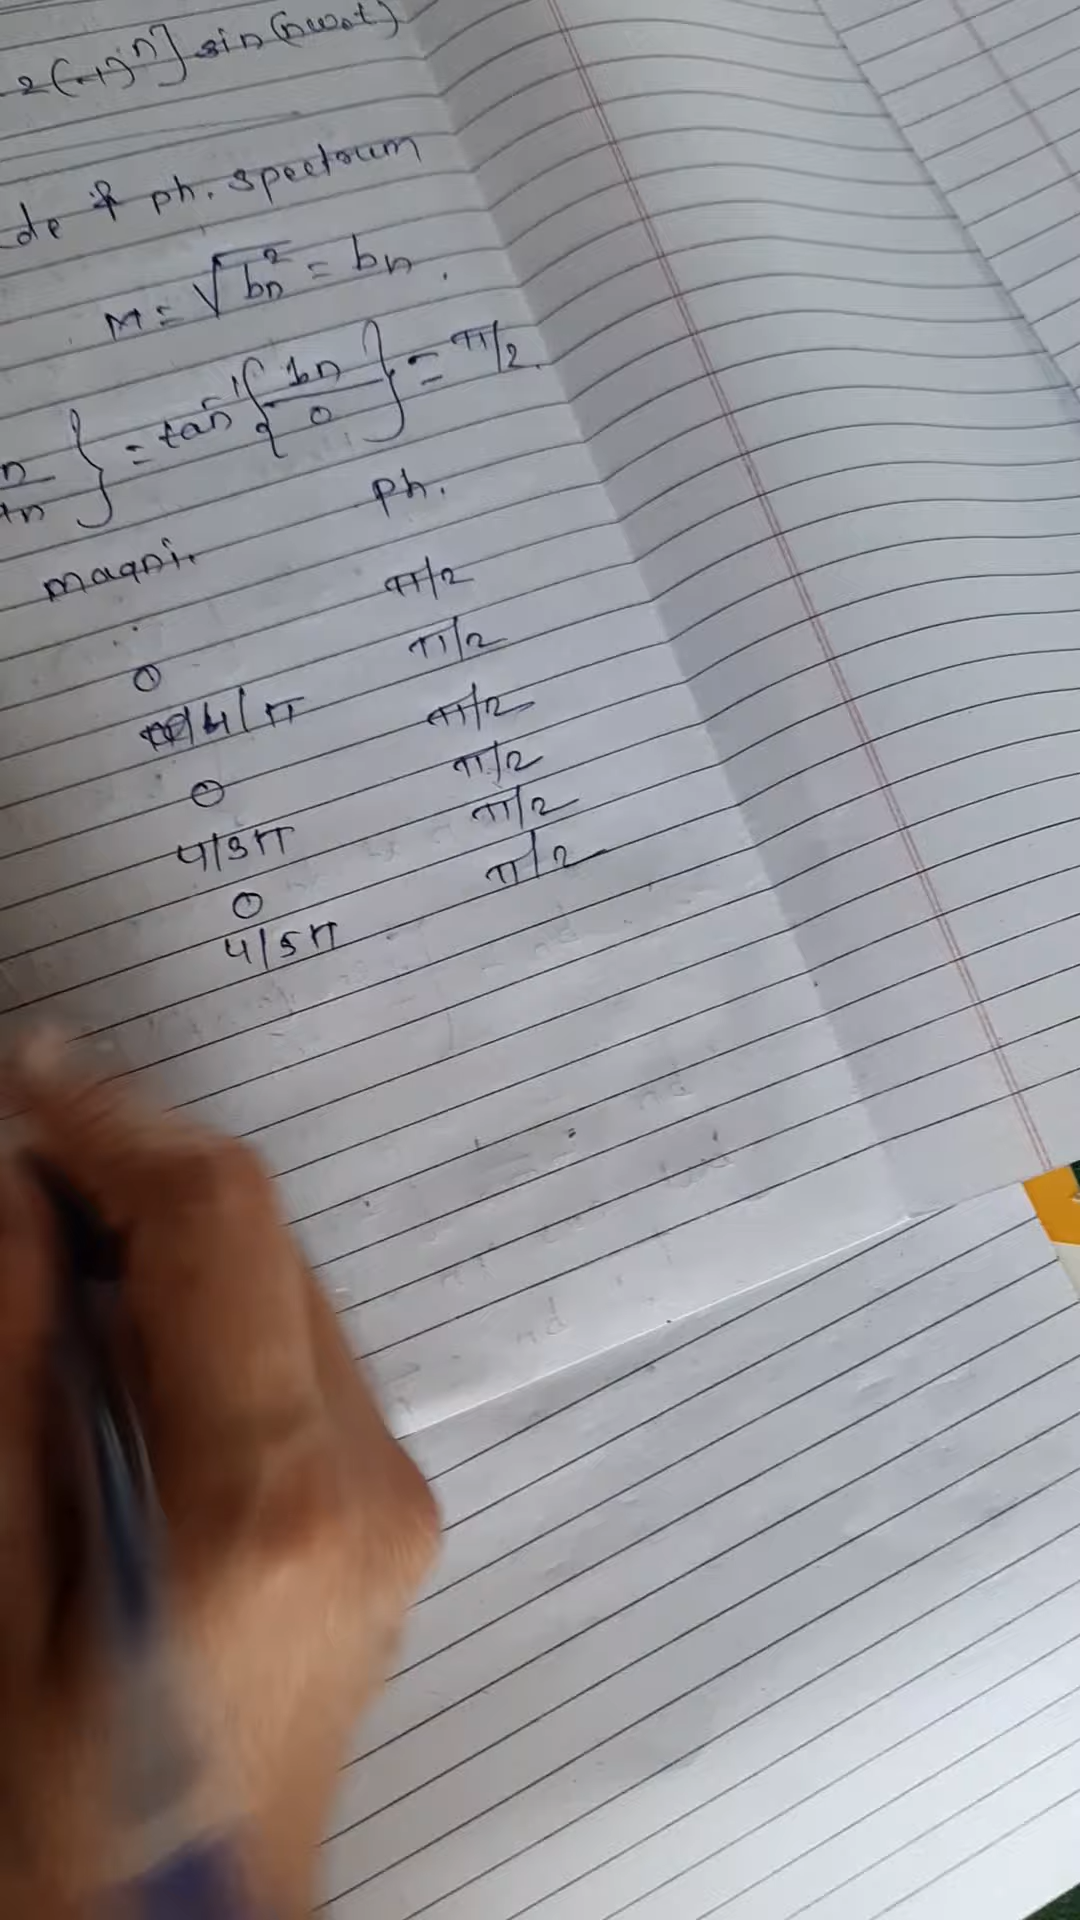 2(-1)ⁿ] sin(nω₀t)
de & ph. spectrum
M = √bn² = bn.
n/an } = tan⁻¹{bn/0} = π/2.
magni. ph.
0 π/2
4/π π/2
0 π/2
4/3π π/2
0 π/2
4/5π π/2